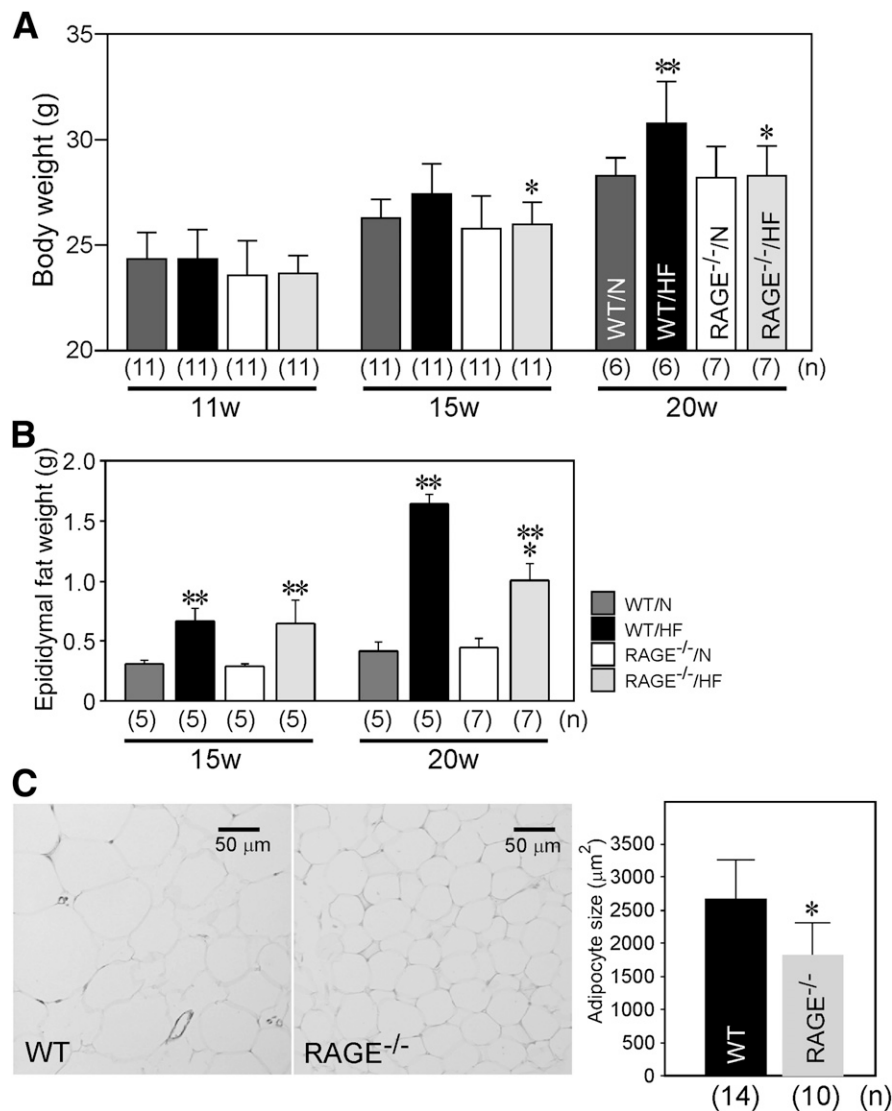 A
Body weight (g)
35
30
25
20
** *
*
WT/N WT/HF RAGE-/-/N RAGE-/-/HF
(11) (11) (11) (11) (11) (11) (11) (11) (6) (6) (7) (7) (n)
11w 15w 20w
B
Epididymal fat weight (g)
2.0
1.5
1.0
0.5
0
** ** ** ** *
WT/N
WT/HF
RAGE-/-/N
RAGE-/-/HF
(5) (5) (5) (5) (5) (5) (7) (7) (n)
15w 20w
C
50 μm
WT
50 μm
RAGE-/-
Adipocyte size (μm2)
3500
3000
2500
2000
1500
1000
500
0
*
WT RAGE-/-
(14) (10) (n)